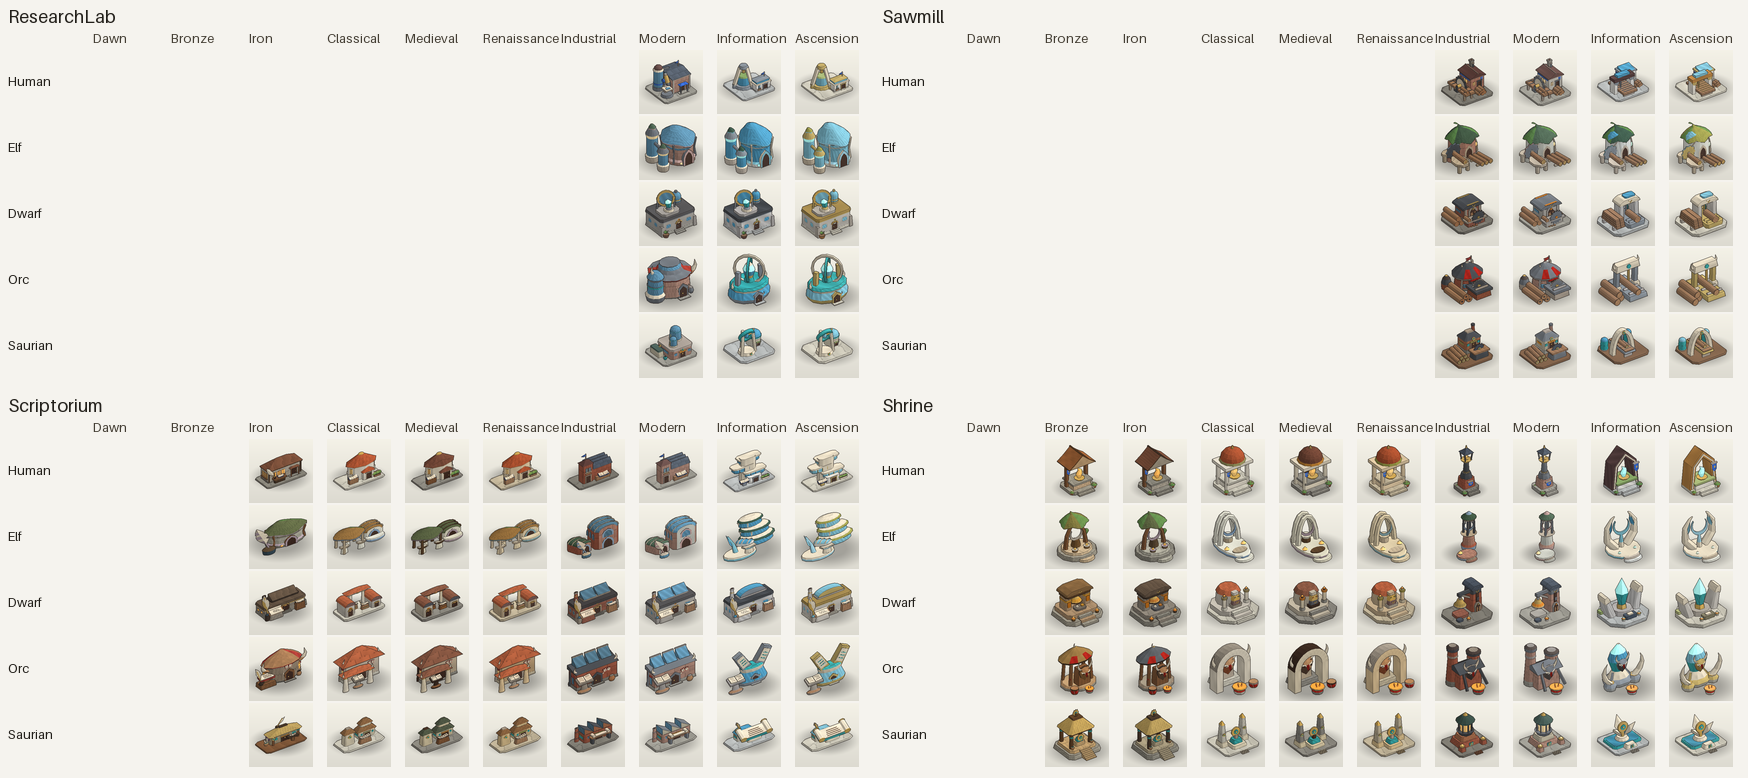 ResearchLab
Dawn Bronze Iron Classical Medieval Renaissance Industrial Modern Information Ascension
Human
Elf
Dwarf
Orc
Saurian
Sawmill
Dawn Bronze Iron Classical Medieval Renaissance Industrial Modern Information Ascension
Human
Elf
Dwarf
Orc
Saurian
Scriptorium
Dawn Bronze Iron Classical Medieval Renaissance Industrial Modern Information Ascension
Human
Elf
Dwarf
Orc
Saurian
Shrine
Dawn Bronze Iron Classical Medieval Renaissance Industrial Modern Information Ascension
Human
Elf
Dwarf
Orc
Saurian